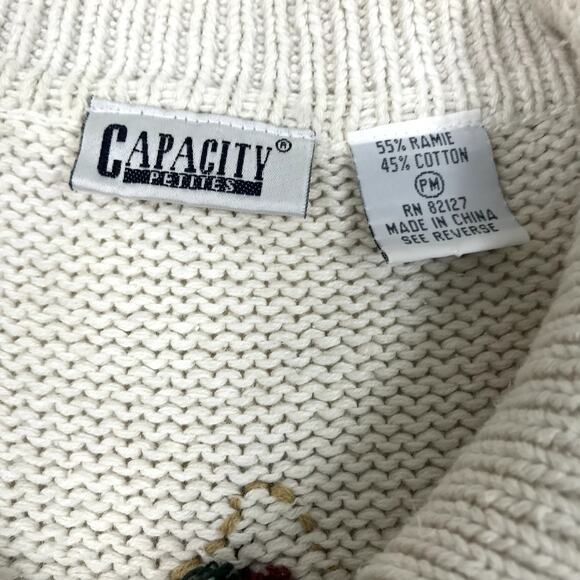 CAPACITY®
PETITES
55% RAMIE
45% COTTON
PM
RN 82127
MADE IN CHINA
SEE REVERSE